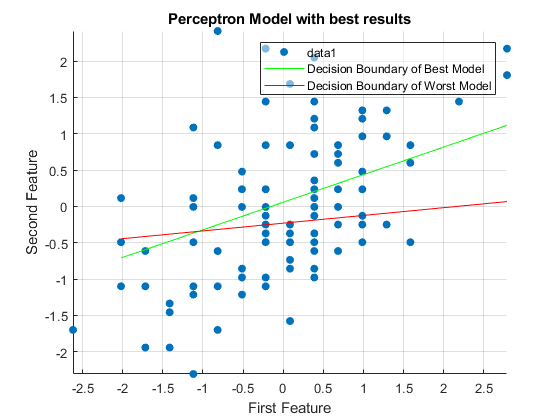 Perceptron Model with best results
data1
Decision Boundary of Best Model
Decision Boundary of Worst Model
2
1.5
1
0.5
0
-0.5
-1
-1.5
-2
Second Feature
-2.5 -2 -1.5 -1 -0.5 0 0.5 1 1.5 2 2.5
First Feature